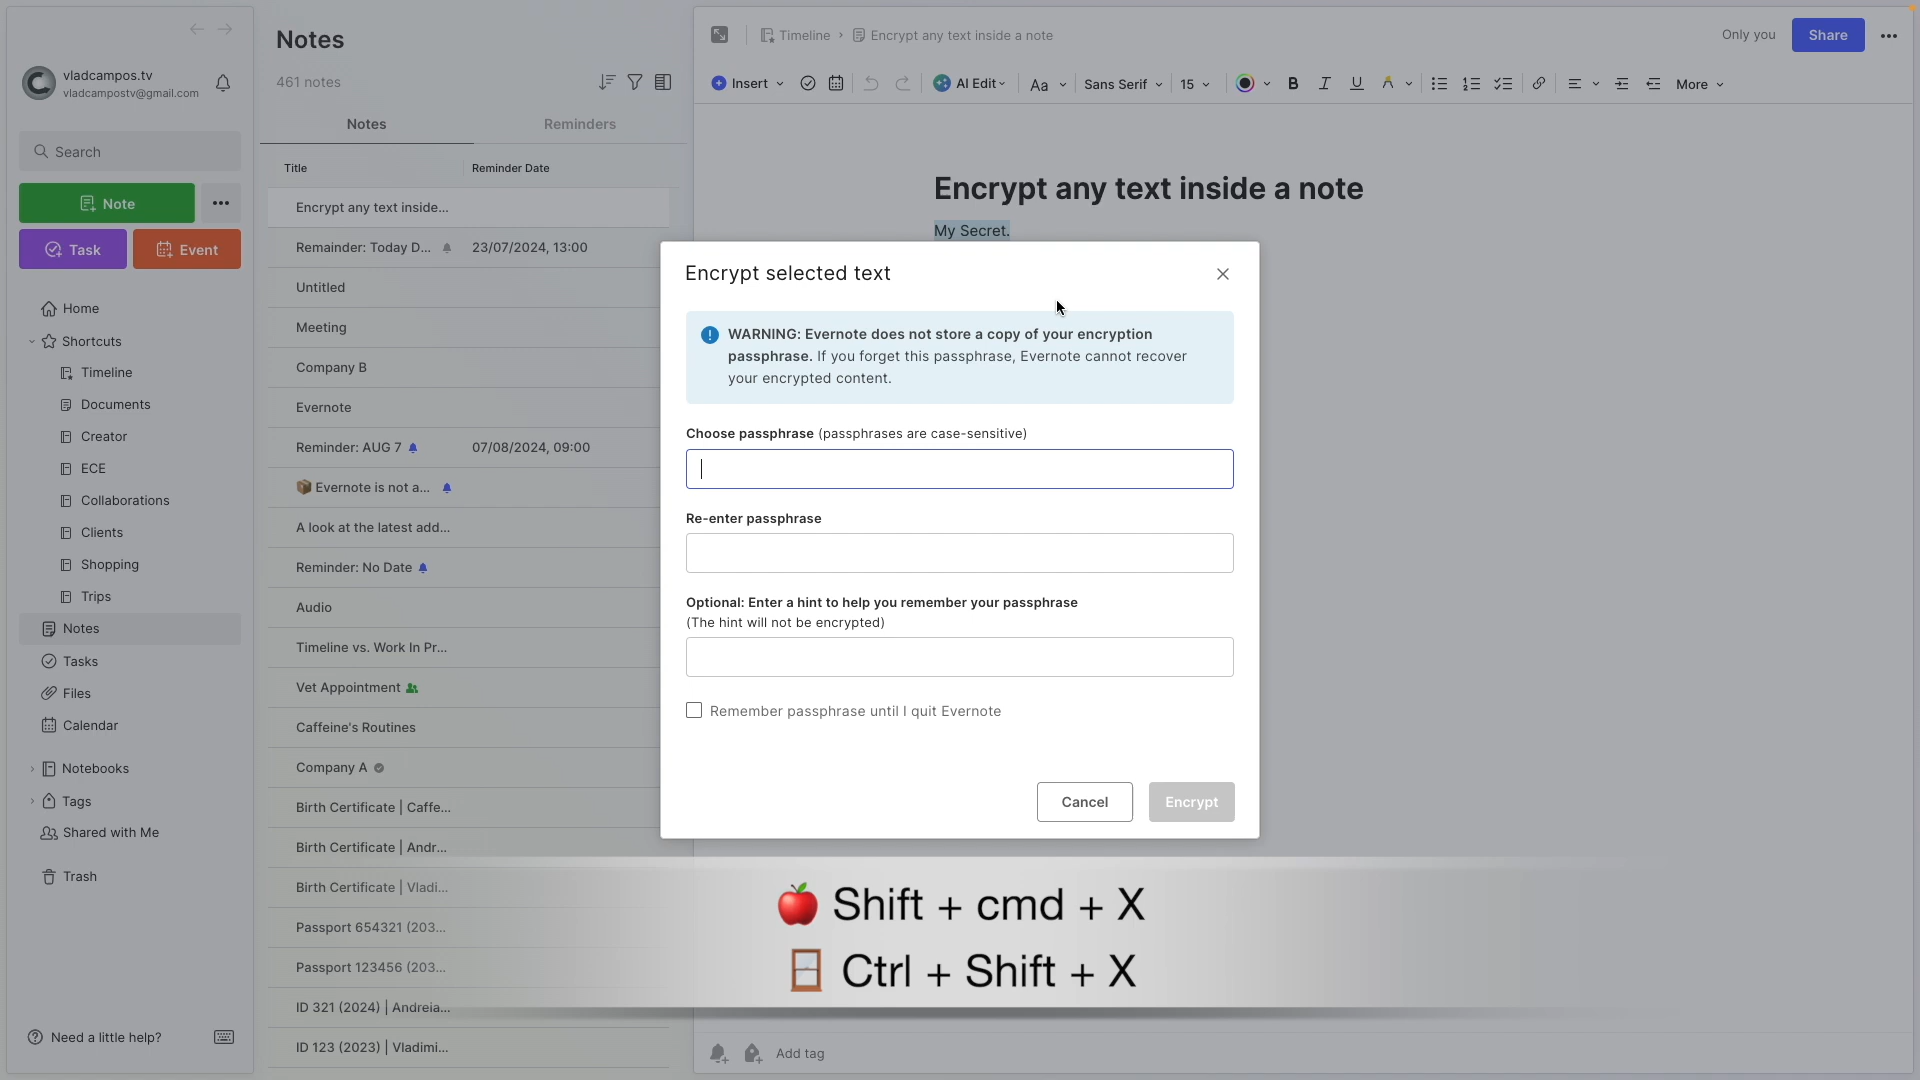 vladcampos.tv
vladcampostv@gmail.com
Search
Note
Task
Event
Home
Shortcuts
Timeline
Documents
Creator
ECE
Collaborations
Clients
Shopping
Trips
Notes
Tasks
Files
Calendar
Notebooks
Tags
Shared with Me
Trash
Need a little help?
Notes
461 notes
Notes
Reminders
Title
Reminder Date
Encrypt any text inside...
Remainder: Today D...
23/07/2024, 13:00
Untitled
Meeting
Company B
Evernote
Reminder: AUG 7
07/08/2024, 09:00
Evernote is not a...
A look at the latest add...
Reminder: No Date
Audio
Timeline vs. Work In Pr...
Vet Appointment
Caffeine's Routines
Company A
Birth Certificate | Caffe...
Birth Certificate | Andr...
Birth Certificate | Vladi...
Passport 654321 (203...
Passport 123456 (203...
ID 321 (2024) | Andreia...
ID 123 (2023) | Vladimi...
Timeline
Encrypt any text inside a note
Only you
Share
Insert
AI Edit
Aa
Sans Serif
15
B
I
U
A
More
Encrypt any text inside a note
My Secret.
Encrypt selected text
WARNING: Evernote does not store a copy of your encryption
passphrase. If you forget this passphrase, Evernote cannot recover
your encrypted content.
Choose passphrase (passphrases are case-sensitive)
Re-enter passphrase
Optional: Enter a hint to help you remember your passphrase
(The hint will not be encrypted)
Remember passphrase until I quit Evernote
Cancel
Encrypt
Shift + cmd + X
Ctrl + Shift + X
Add tag